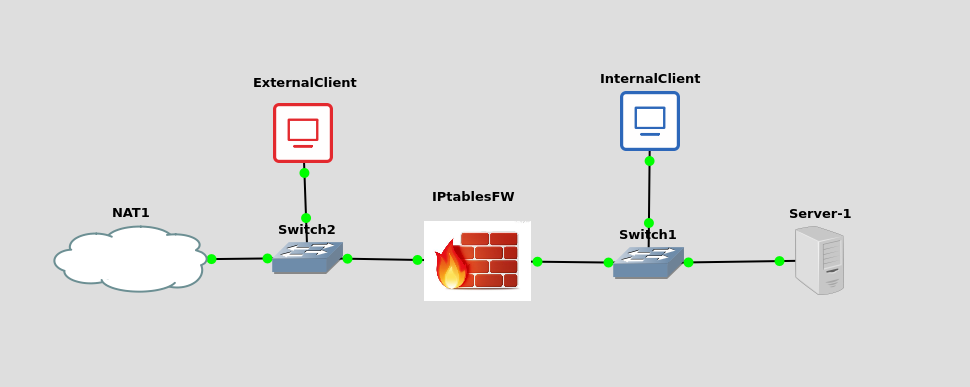 ExternalClient
InternalClient
IPtablesFW
NAT1
Server-1
Switch2
Switch1